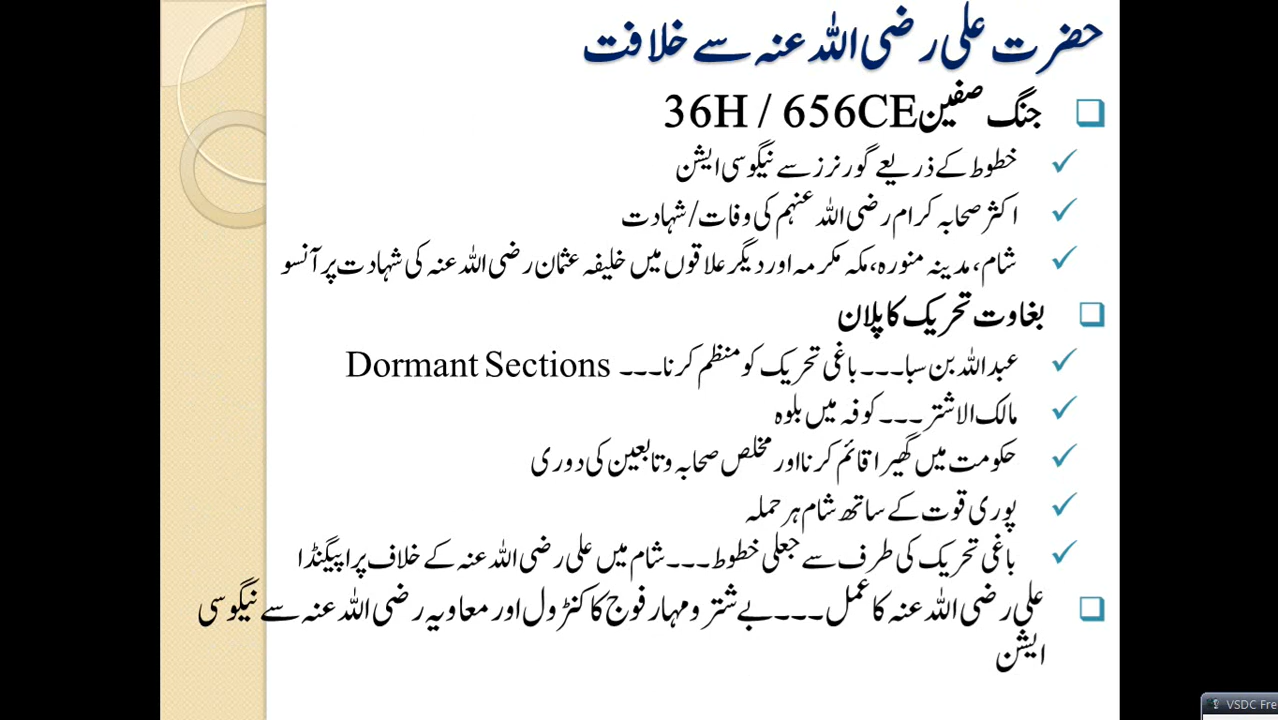 حضرت علی رضی اللہ عنہ سے خلافت
جنگ صفین 36H / 656CE
خطوط کے ذریعے گورنرز سے نیگوسی ایشن
اکثر صحابہ کرام رضی اللہ عنہم کی وفات/شہادت
شام، مدینہ منورہ، مکہ مکرمہ اور دیگر علاقوں میں خلیفہ عثمان رضی اللہ عنہ کی شہادت پر آنسو
بغاوت تحریک کا پلان
عبداللہ بن سبا۔۔۔ باغی تحریک کو منظم کرنا۔۔۔ Dormant Sections
مالک الاشتر ۔۔۔ کوفہ میں بلوہ
حکومت میں گھیرا قائم کرنا اور مخلص صحابہ و تابعین کی دوری
پوری قوت کے ساتھ شام ہر حملہ
باغی تحریک کی طرف سے جعلی خطوط۔۔۔ شام میں علی رضی اللہ عنہ کے خلاف پراپیگنڈا
علی رضی اللہ عنہ کا عمل۔۔۔ بے شتر و مہار فوج کا کنٹرول اور معاویہ رضی اللہ عنہ سے نیگوسی
ایشن
VSDC Fre